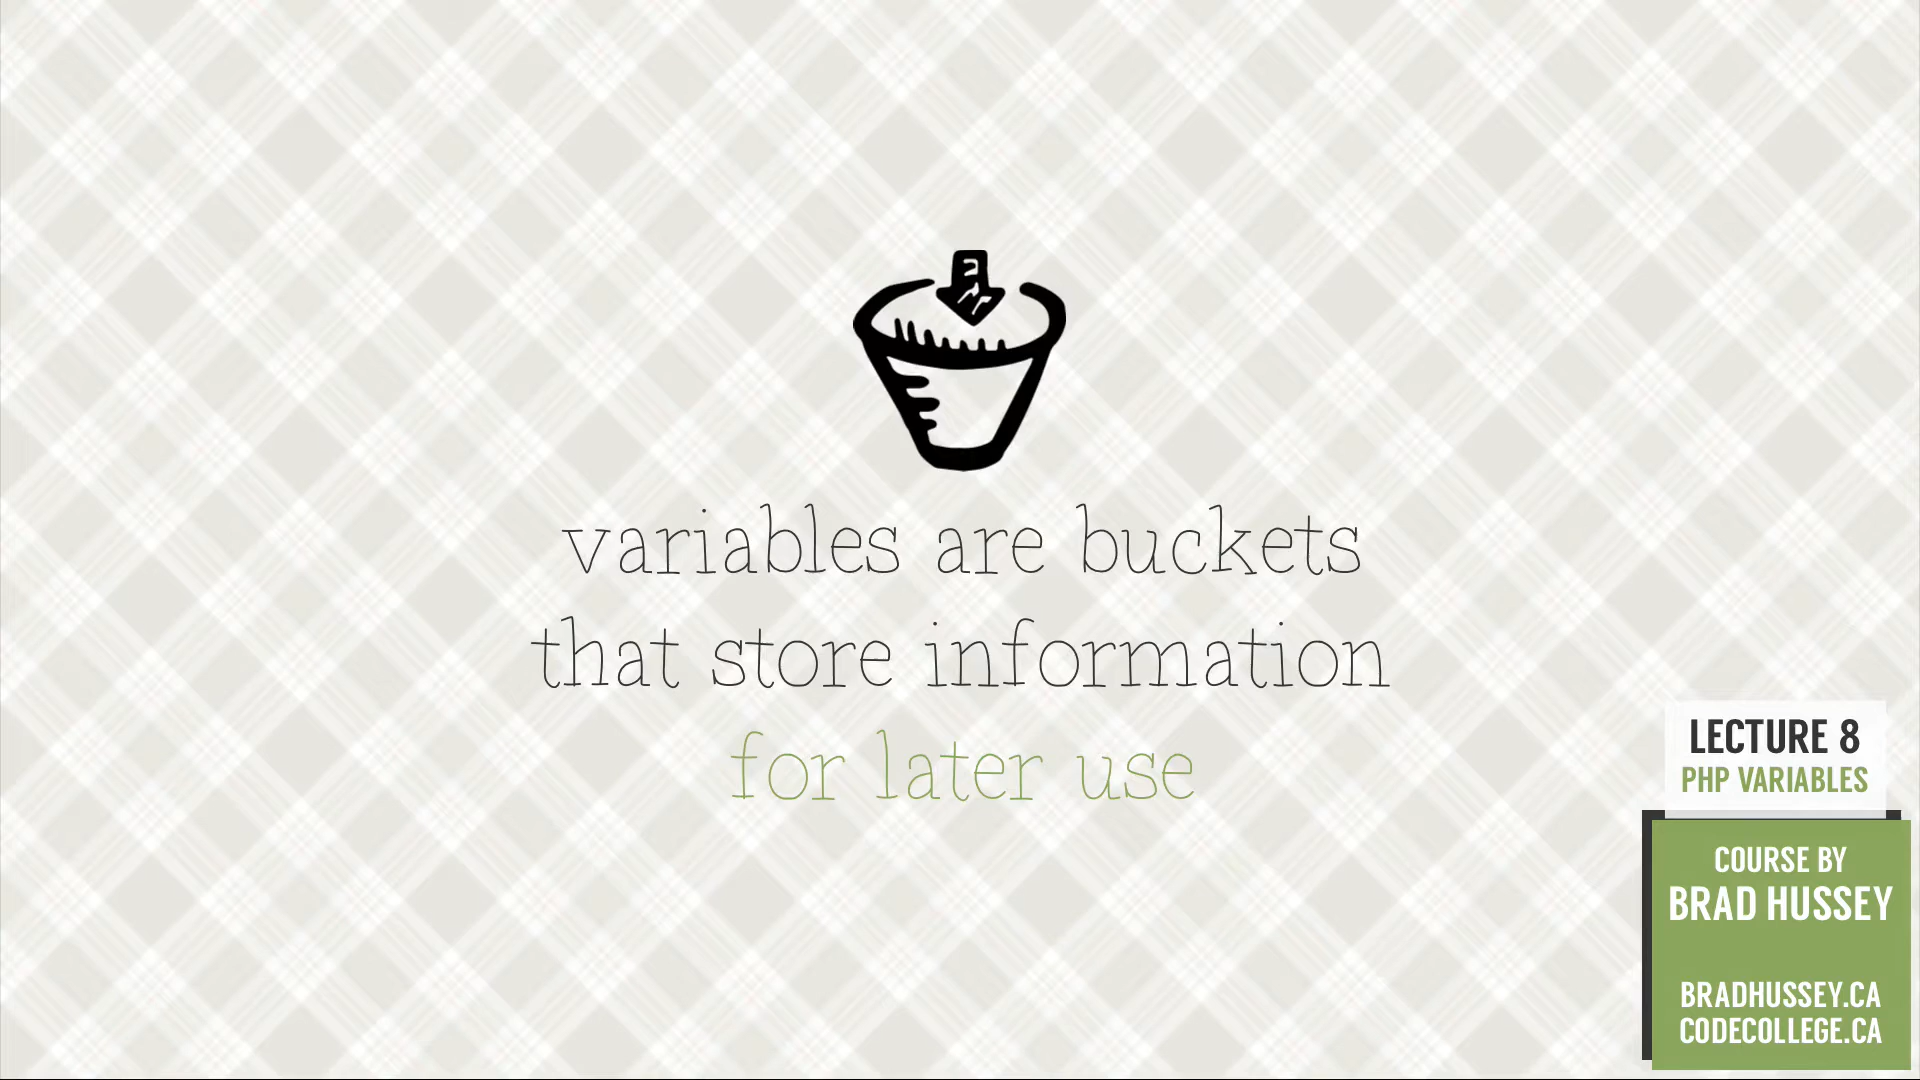 variables are buckets
that store information
for later use
LECTURE 8
PHP VARIABLES
COURSE BY
BRAD HUSSEY
BRADHUSSEY.CA
CODECOLLEGE.CA